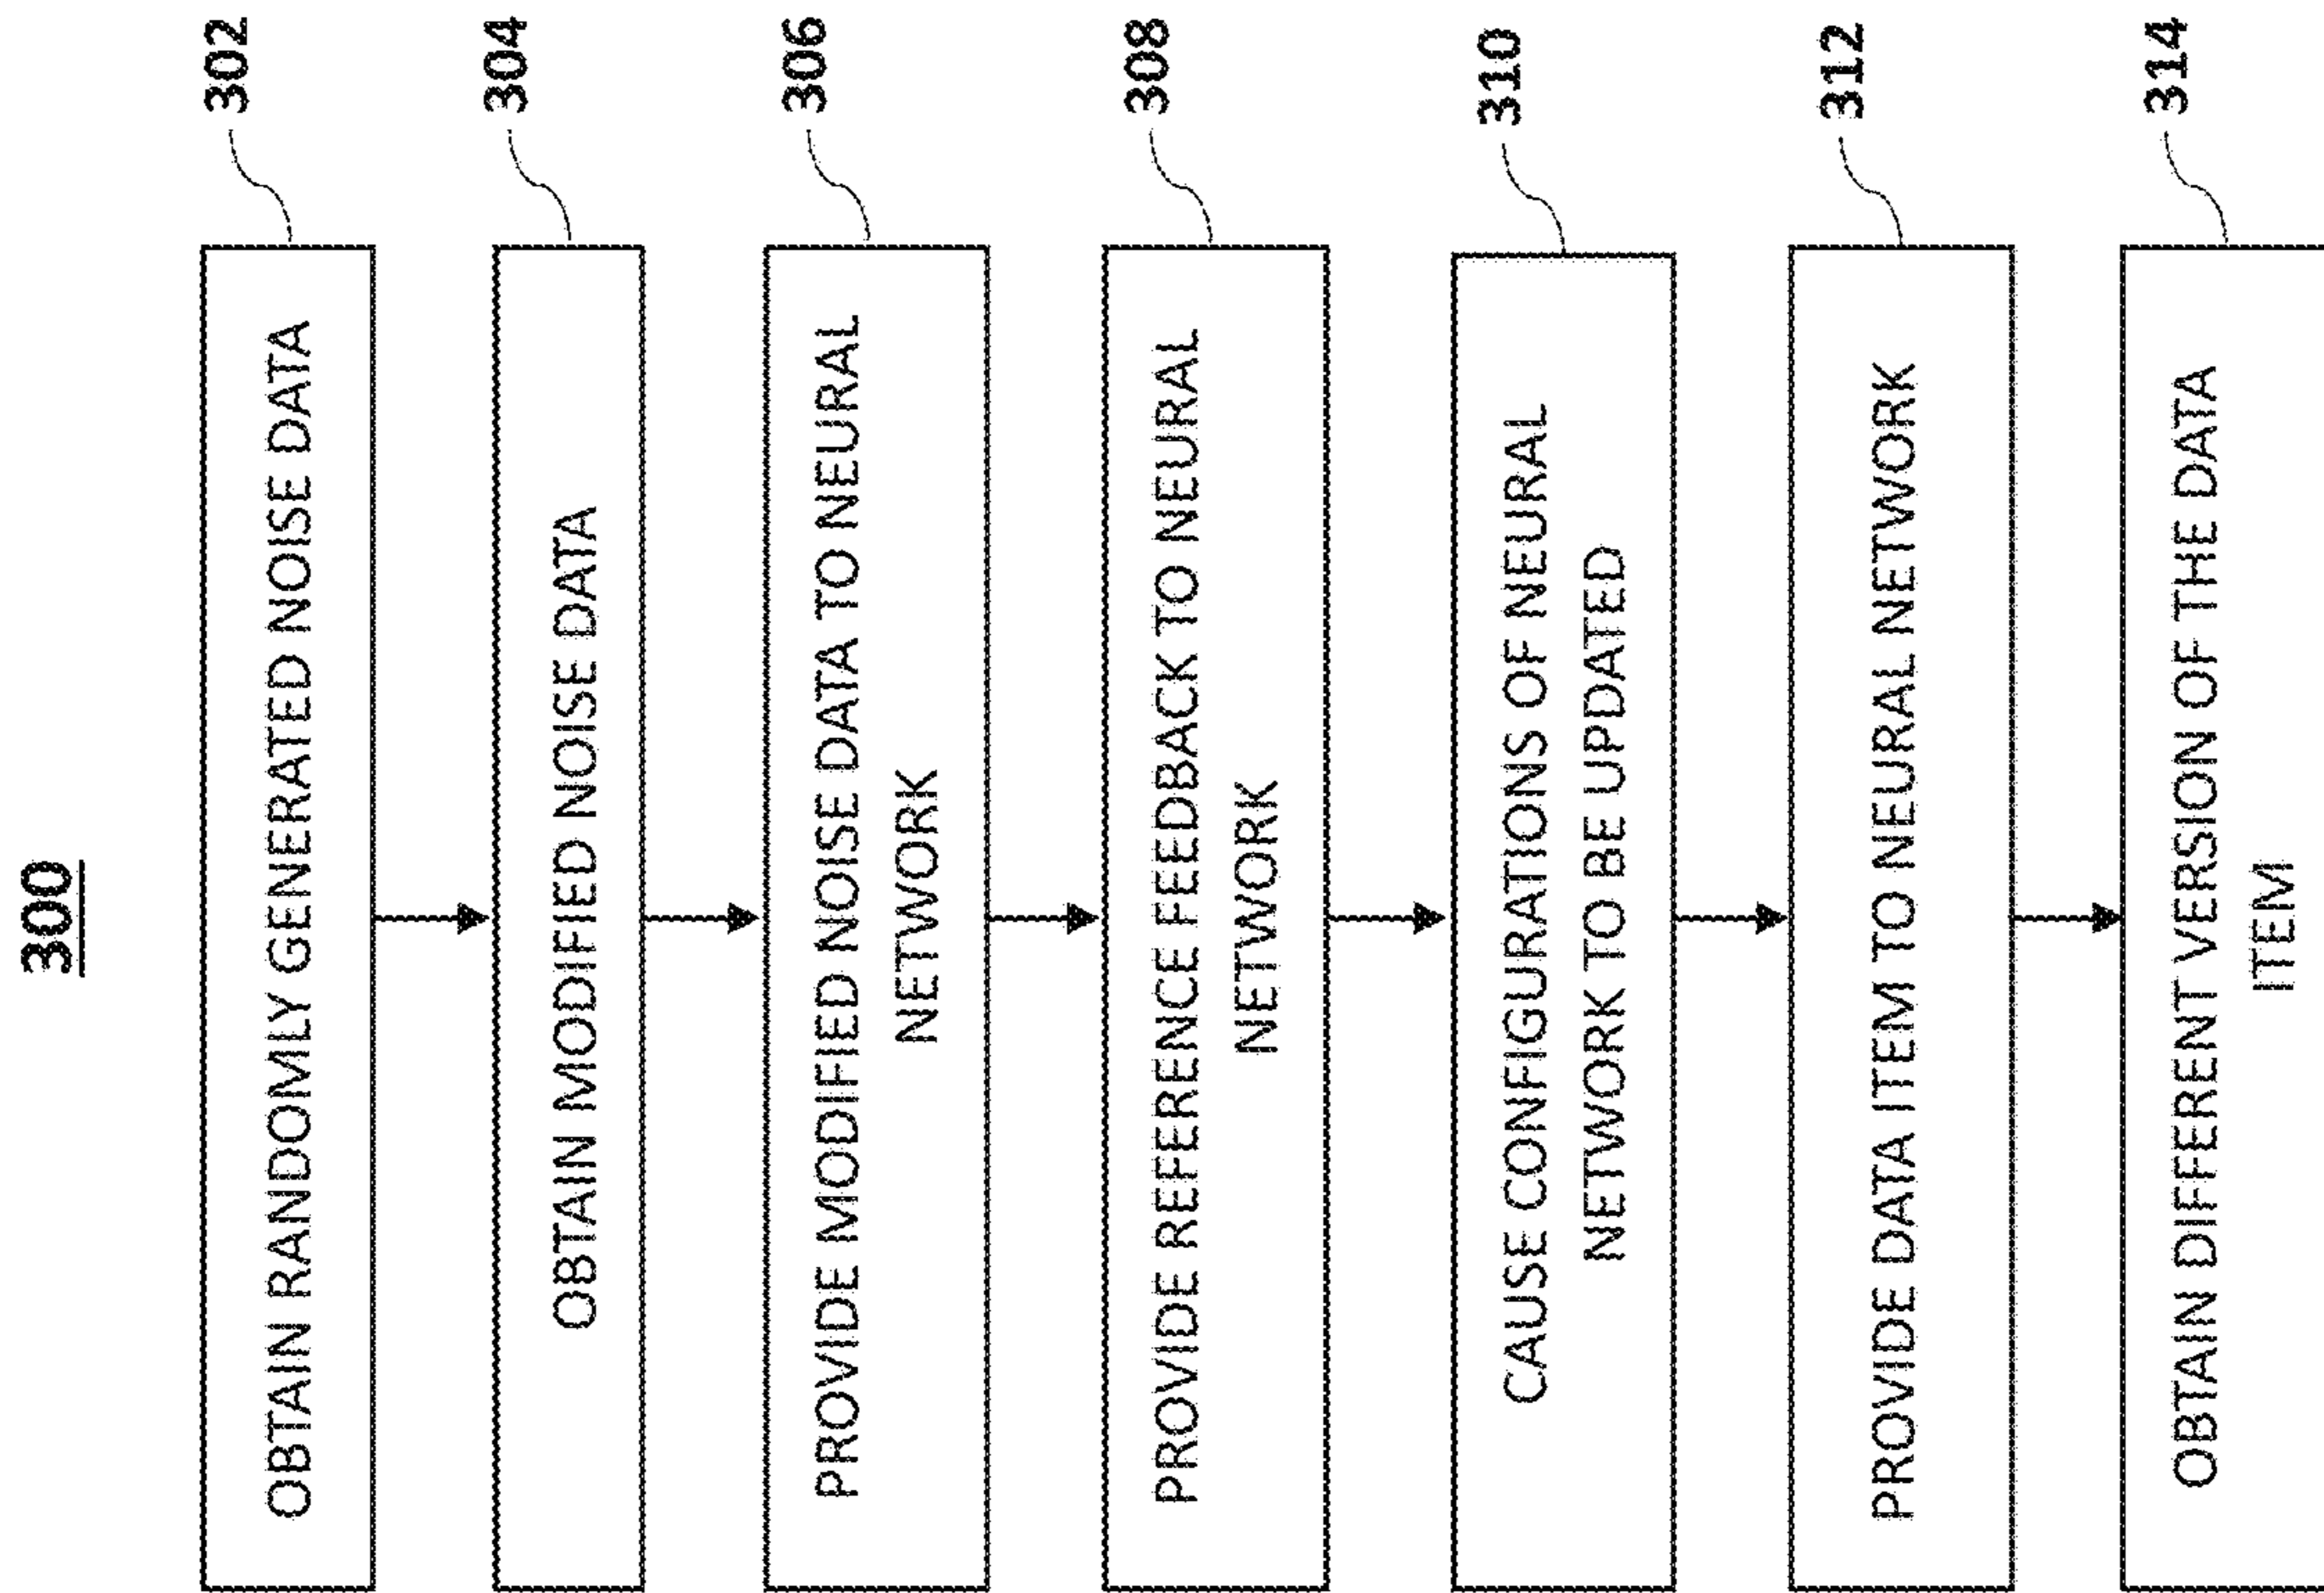 300
OBTAIN RANDOMLY GENERATED NOISE DATA
302
OBTAIN MODIFIED NOISE DATA
304
PROVIDE MODIFIED NOISE DATA TO NEURAL
NETWORK
306
PROVIDE REFERENCE FEEDBACK TO NEURAL
NETWORK
308
CAUSE CONFIGURATIONS OF NEURAL
NETWORK TO BE UPDATED
310
PROVIDE DATA ITEM TO NEURAL NETWORK
312
OBTAIN DIFFERENT VERSION OF THE DATA
ITEM
314